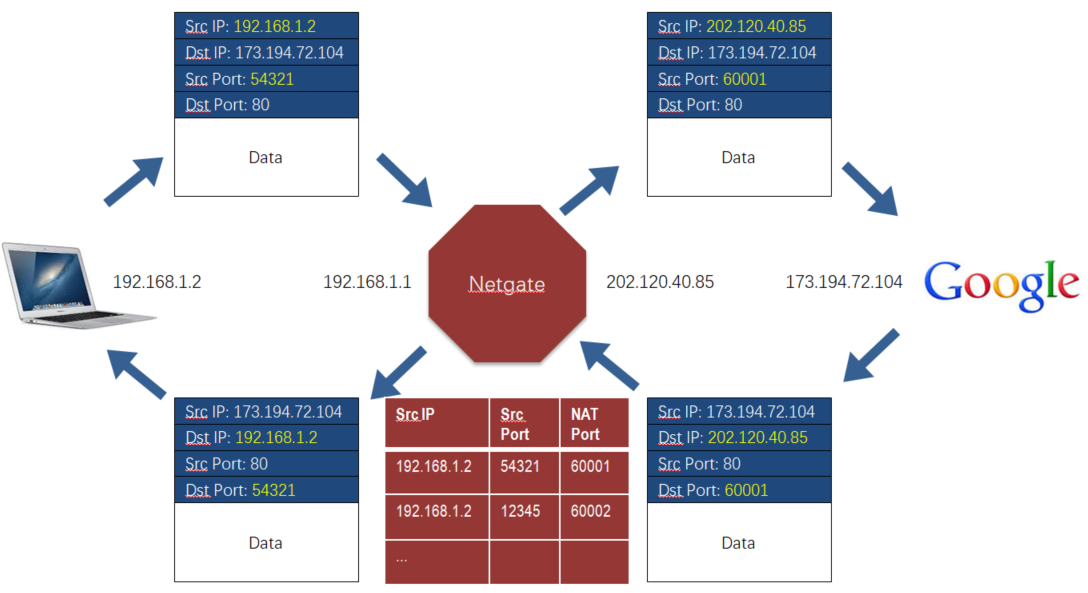 Src IP: 192.168.1.2
Dst IP: 173.194.72.104
Src Port: 54321
Dst Port: 80
Data
Src IP: 202.120.40.85
Dst IP: 173.194.72.104
Src Port: 60001
Dst Port: 80
Data
192.168.1.2
192.168.1.1
Netgate
202.120.40.85
173.194.72.104
Google
Src IP: 173.194.72.104
Dst IP: 192.168.1.2
Src Port: 80
Dst Port: 54321
Data
Src IP Src Port NAT Port
192.168.1.2 54321 60001
192.168.1.2 12345 60002
...
Src IP: 173.194.72.104
Dst IP: 202.120.40.85
Src Port: 80
Dst Port: 60001
Data